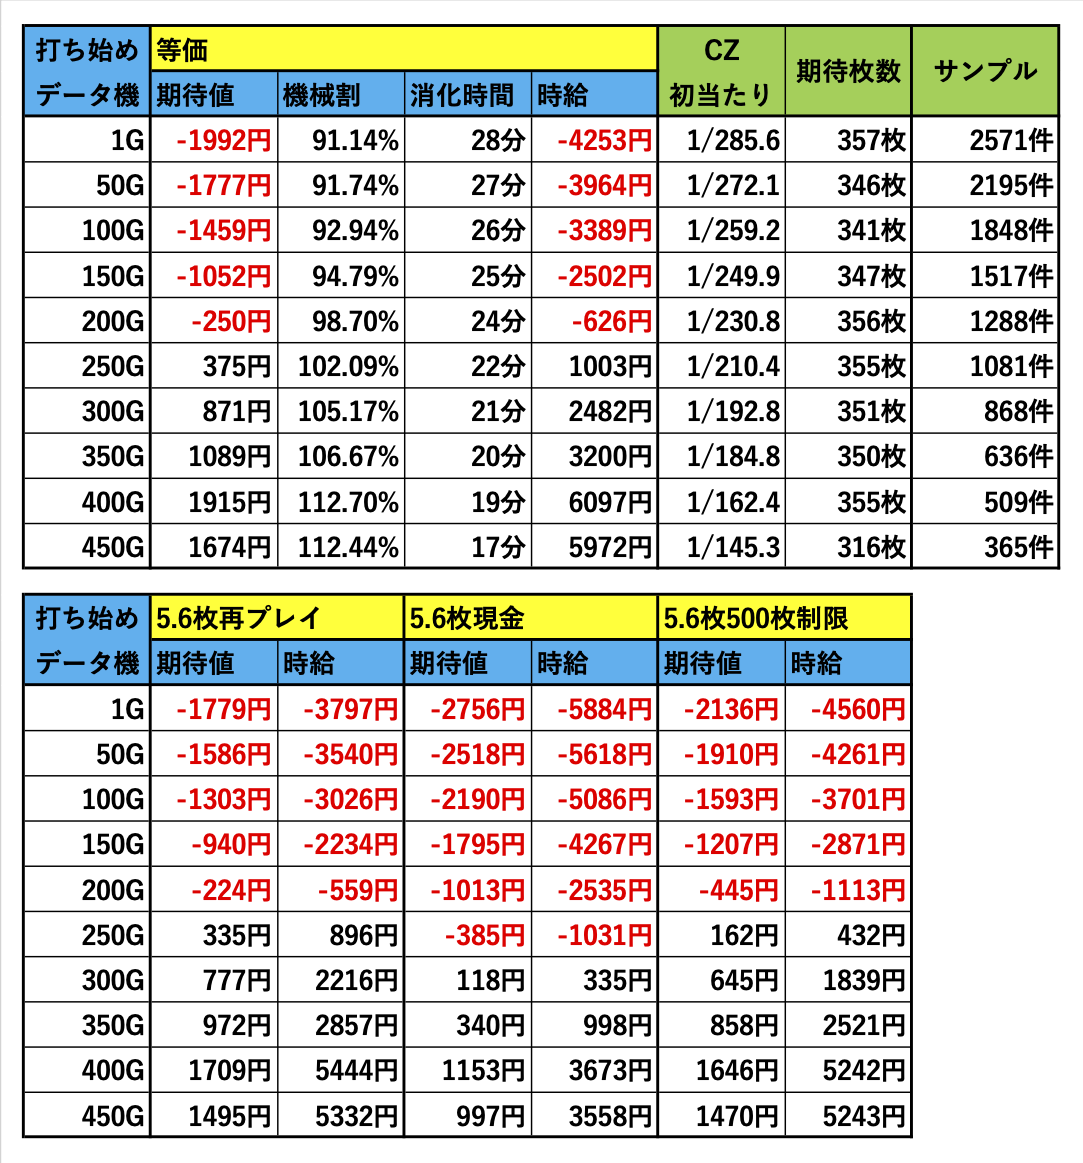 打ち始め 等価 CZ 期待枚数 サンプル
データ機 期待値 機械割 消化時間 時給 初当たり
1G -1992円 91.14% 28分 -4253円 1/285.6 357枚 2571件
50G -1777円 91.74% 27分 -3964円 1/272.1 346枚 2195件
100G -1459円 92.94% 26分 -3389円 1/259.2 341枚 1848件
150G -1052円 94.79% 25分 -2502円 1/249.9 347枚 1517件
200G -250円 98.70% 24分 -626円 1/230.8 356枚 1288件
250G 375円 102.09% 22分 1003円 1/210.4 355枚 1081件
300G 871円 105.17% 21分 2482円 1/192.8 351枚 868件
350G 1089円 106.67% 20分 3200円 1/184.8 350枚 636件
400G 1915円 112.70% 19分 6097円 1/162.4 355枚 509件
450G 1674円 112.44% 17分 5972円 1/145.3 316枚 365件
打ち始め 5.6枚再プレイ 5.6枚現金 5.6枚500枚制限
データ機 期待値 時給 期待値 時給 期待値 時給
1G -1779円 -3797円 -2756円 -5884円 -2136円 -4560円
50G -1586円 -3540円 -2518円 -5618円 -1910円 -4261円
100G -1303円 -3026円 -2190円 -5086円 -1593円 -3701円
150G -940円 -2234円 -1795円 -4267円 -1207円 -2871円
200G -224円 -559円 -1013円 -2535円 -445円 -1113円
250G 335円 896円 -385円 -1031円 162円 432円
300G 777円 2216円 118円 335円 645円 1839円
350G 972円 2857円 340円 998円 858円 2521円
400G 1709円 5444円 1153円 3673円 1646円 5242円
450G 1495円 5332円 997円 3558円 1470円 5243円